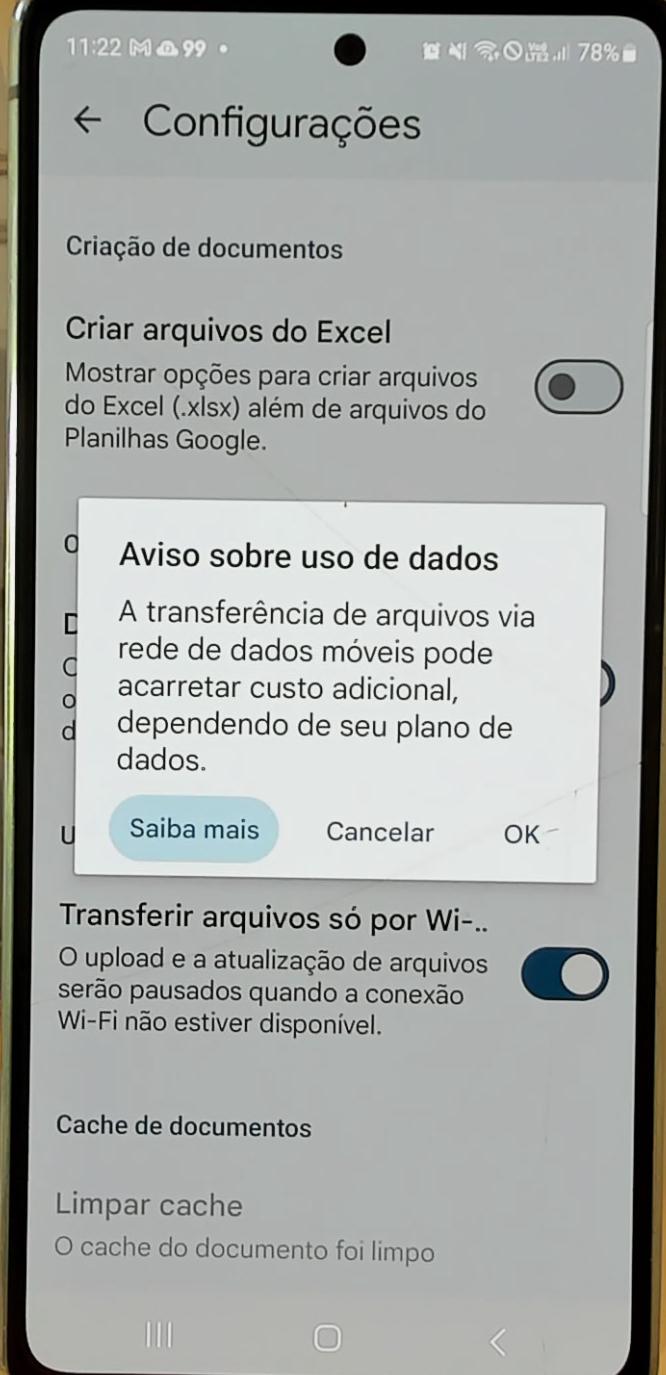 11:22 99 •
VoD LTE2 78%
Configurações
Criação de documentos
Criar arquivos do Excel
Mostrar opções para criar arquivos
do Excel (.xlsx) além de arquivos do
Planilhas Google.
O
Aviso sobre uso de dados
D
A transferência de arquivos via
rede de dados móveis pode
acarretar custo adicional,
dependendo de seu plano de
dados.
o
d
U
Saiba mais Cancelar OK
Transferir arquivos só por Wi-..
O upload e a atualização de arquivos
serão pausados quando a conexão
Wi-Fi não estiver disponível.
Cache de documentos
Limpar cache
O cache do documento foi limpo